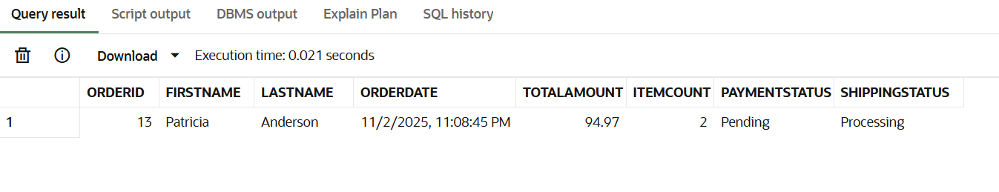 Query result Script output DBMS output Explain Plan SQL history
Download Execution time: 0.021 seconds
ORDERID FIRSTNAME LASTNAME ORDERDATE TOTALAMOUNT ITEMCOUNT PAYMENTSTATUS SHIPPINGSTATUS
1 13 Patricia Anderson 11/2/2025, 11:08:45 PM 94.97 2 Pending Processing